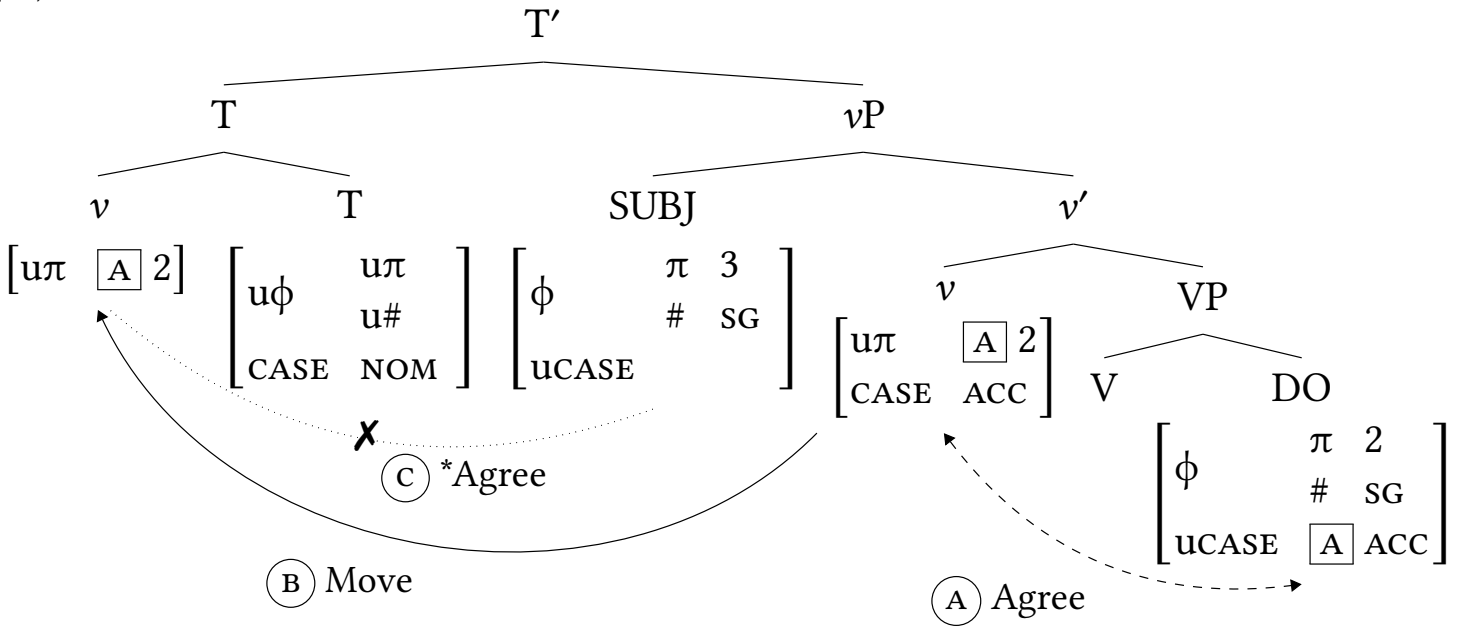 T′
T vP
v T SUBJ v′
[uπ A 2] [uϕ uπ u# CASE NOM] [ϕ π 3 # SG uCASE] v VP
[uπ A 2 CASE ACC] V DO
[ϕ π 2 # SG uCASE A ACC]
✗
C *Agree
B Move
A Agree